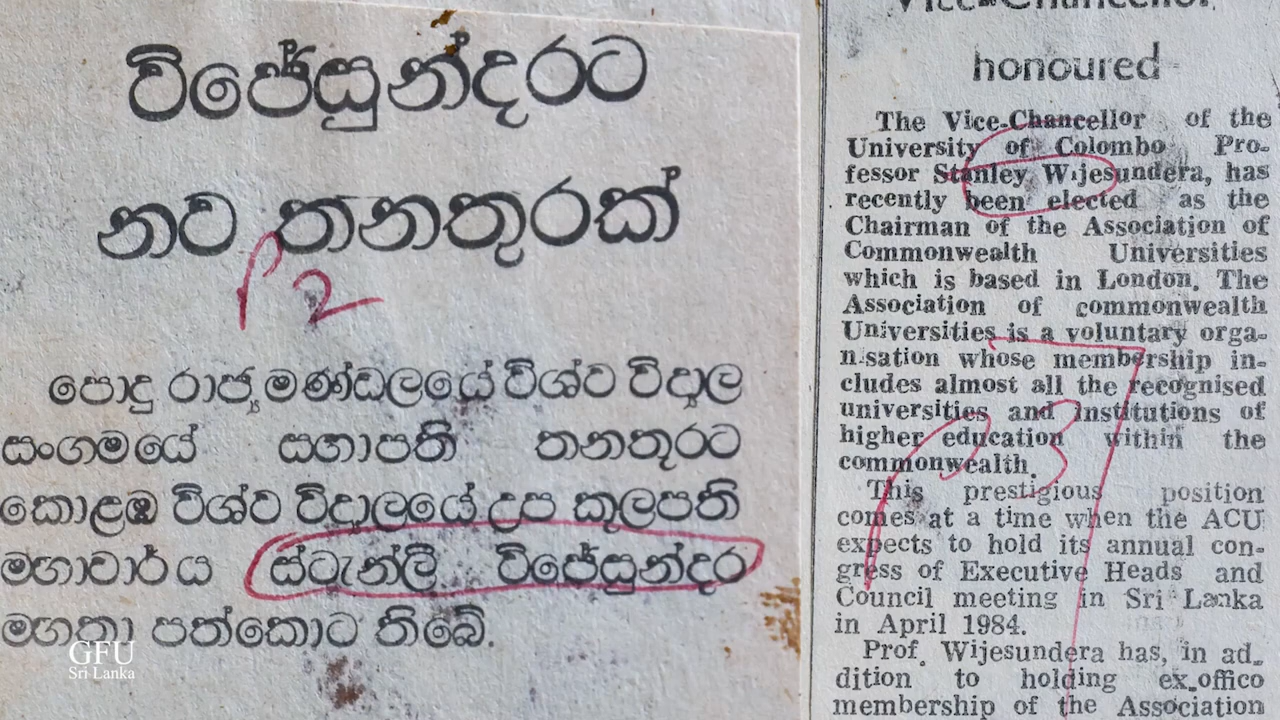 විජේසුන්දරට
නව තනතුරක්
P2
පොදු රාජ්‍ය මණ්ඩලයේ විශ්ව විද්‍යාල
සංගමයේ සභාපති තනතුරට
කොළඹ විශ්ව විද්‍යාලයේ උප කුලපති
මහාචාර්ය ස්ටැන්ලි විජේසුන්දර
මහතා පත්කොට තිබේ.
GFU
Sri Lanka
Vice-Chancellor
honoured
The Vice-Chancellor of the
University of Colombo Pro-
fessor Stanley Wijesundera, has
recently been elected as the
Chairman of the Association of
Commonwealth Universities
which is based in London. The
Association of commonwealth
Universities is a voluntary orga-
nisation whose membership in-
cludes almost all the recognised
universities and institutions of
higher education within the
commonwealth.
This prestigious position
comes at a time when the ACU
expects to hold its annual con-
gress of Executive Heads and
Council meeting in Sri Lanka
in April 1984.
Prof. Wijesundera has, in ad-
dition to holding ex-offico
membership of the Association